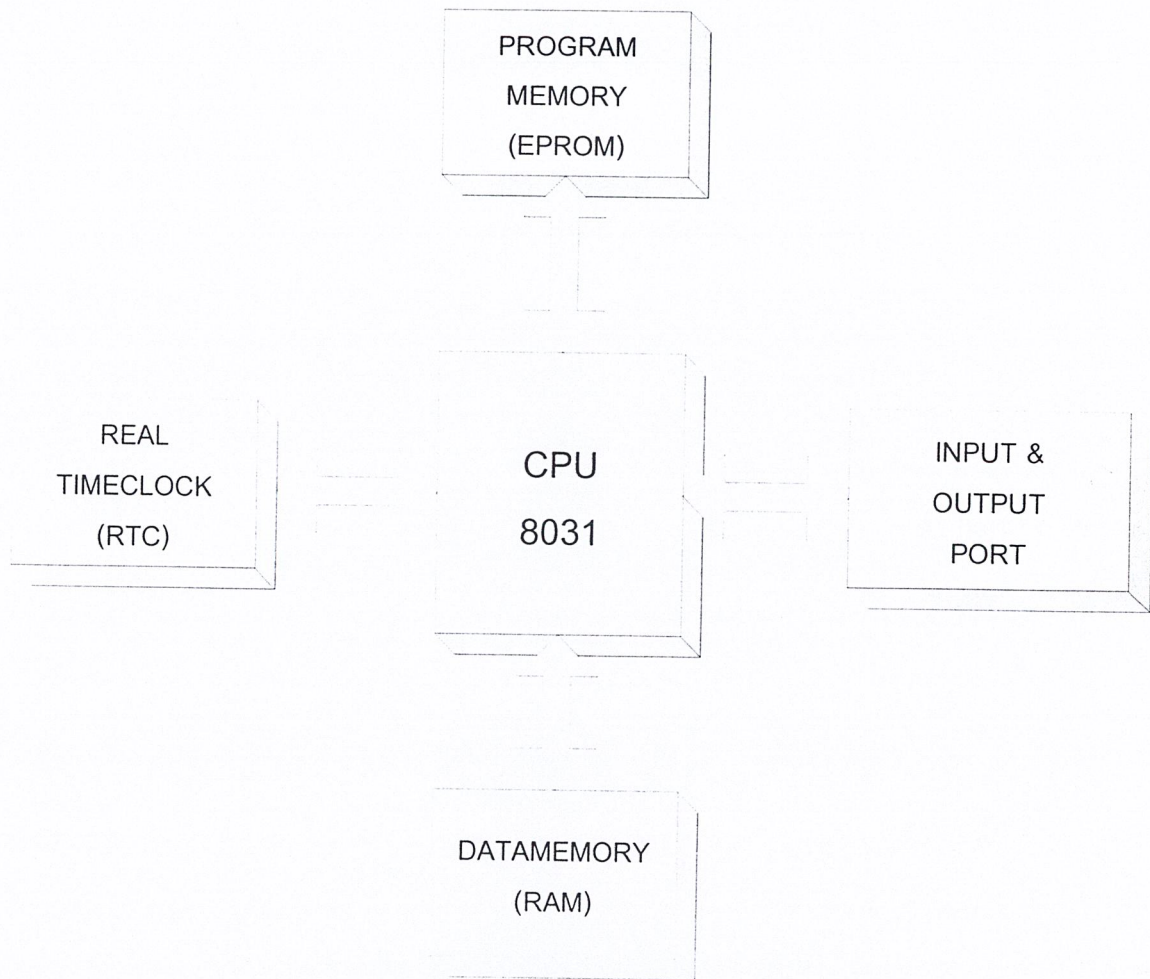 PROGRAM
MEMORY
(EPROM)
REAL
TIMECLOCK
(RTC)
CPU
8031
INPUT &
OUTPUT
PORT
DATAMEMORY
(RAM)